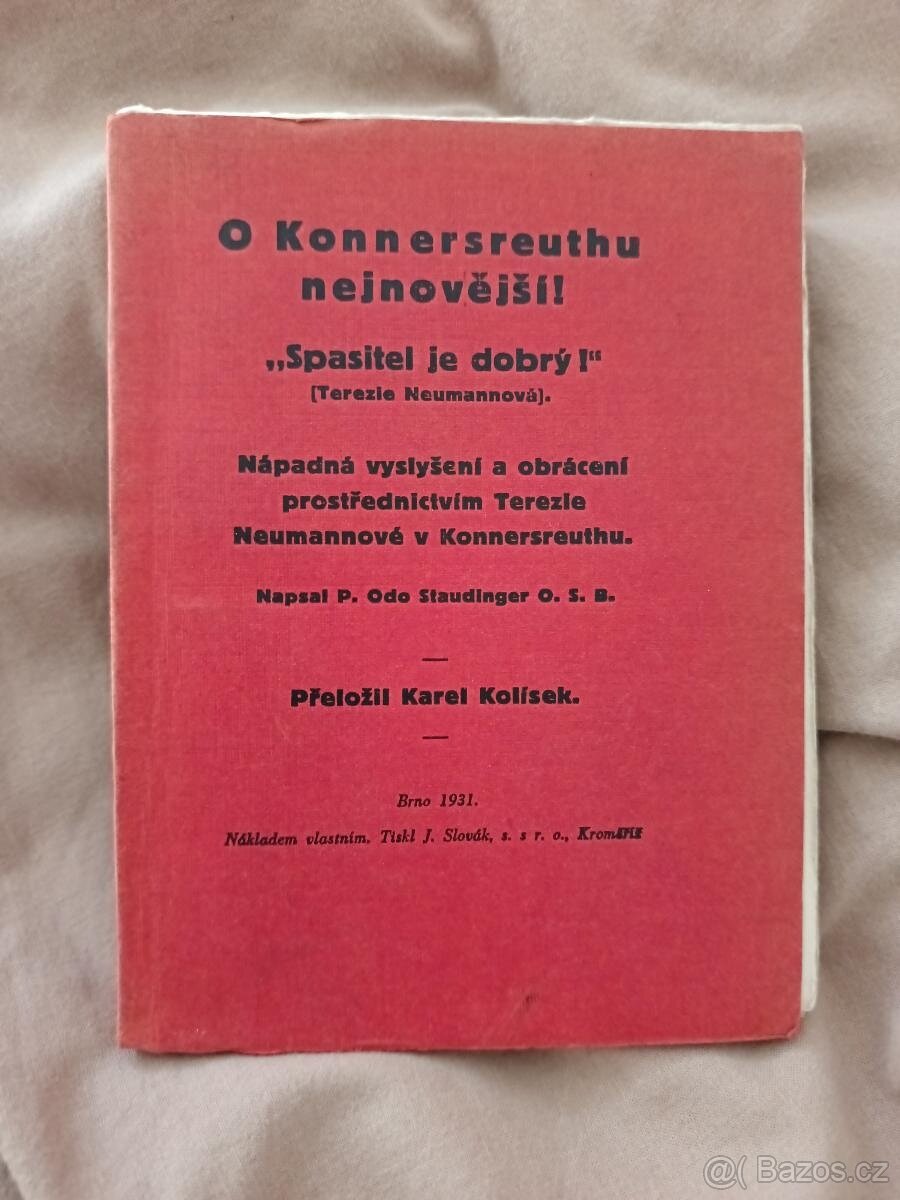 O Konnersreuthu
nejnovější!
„Spasitel je dobrý!“
(Terezie Neumannová).
Nápadná vyslyšení a obrácení
prostřednictvím Terezie
Neumannové v Konnersreuthu.
Napsal P. Odo Staudinger O. S. B.
Přeložil Karel Kolísek.
Brno 1931.
Nákladem vlastním. Tiskl J. Slovák, s. s r. o., Kroměříž
@ Bazos.cz